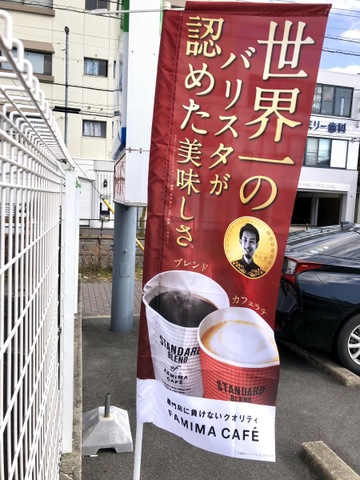 世界一の
バリスタが
認めた美味しさ
ブレンド
カフェラテ
STANDARD
BLEND
FAMIMA
CAFÉ
STANDARD
BLEND
専門店に負けないクオリティ
FAMIMA CAFÉ